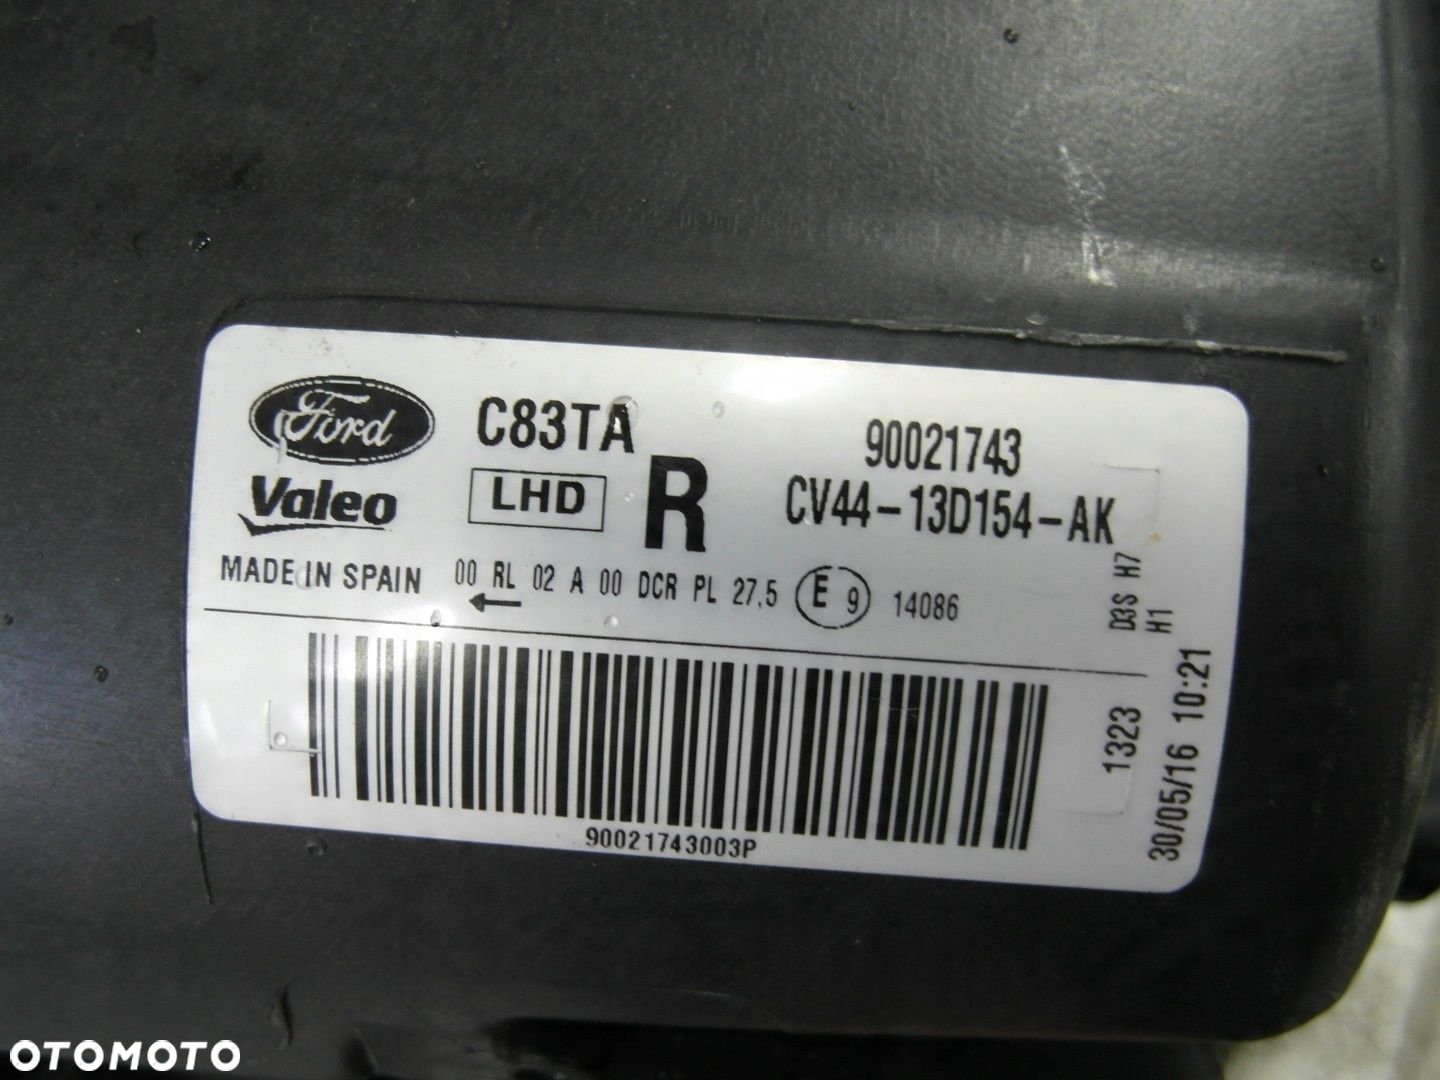 Ford
C83TA
90021743
Valeo
LHD
R
CV44-13D154-AK
MADE IN SPAIN
00 RL 02 A 00 DCR PL 27,5
E 9
14086
D3S H7
H1
1323
30/05/16 10:21
90021743003P
OTOMOTO